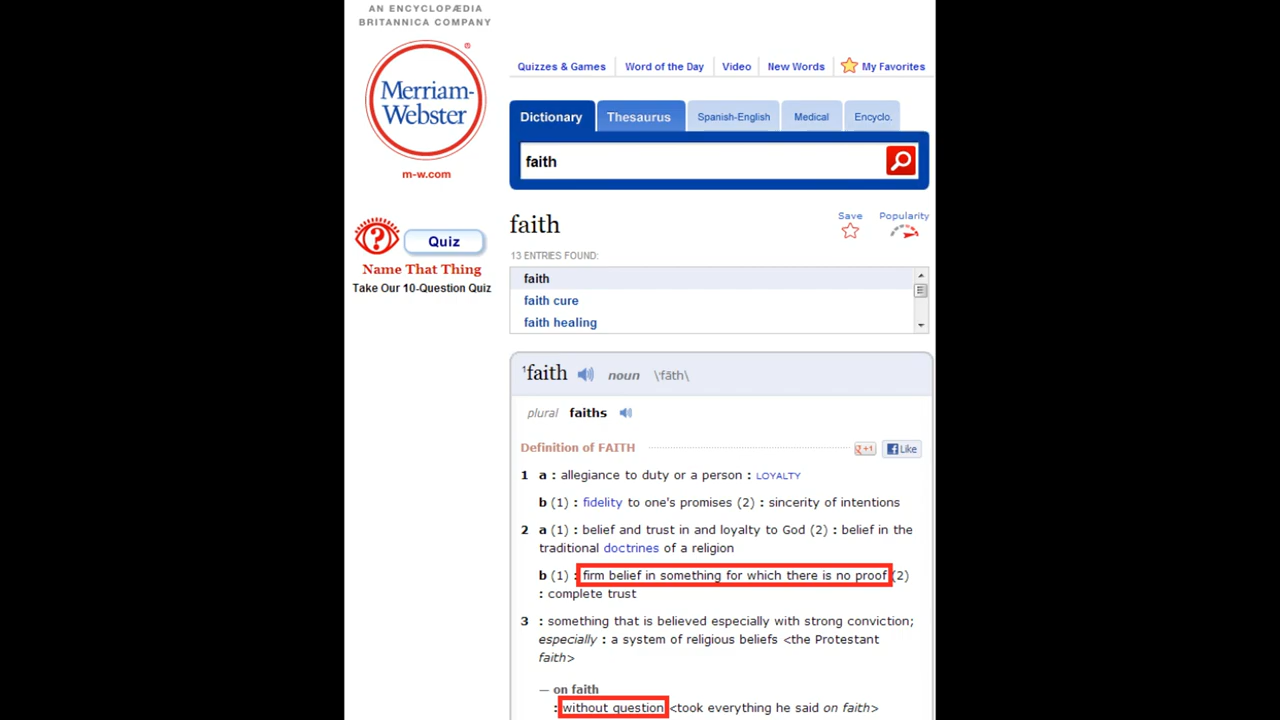 AN ENCYCLOPÆDIA
BRITANNICA COMPANY
®
Merriam-
Webster
m-w.com
Quizzes & Games
Word of the Day
Video
New Words
My Favorites
Dictionary
Thesaurus
Spanish-English
Medical
Encyclo.
faith
?
Quiz
Name That Thing
Take Our 10-Question Quiz
faith
Save
Popularity
13 ENTRIES FOUND:
faith
faith cure
faith healing
¹faith noun \fāth\
plural faiths
Definition of FAITH
g+1
f Like
1 a : allegiance to duty or a person : LOYALTY
b (1) : fidelity to one's promises (2) : sincerity of intentions
2 a (1) : belief and trust in and loyalty to God (2) : belief in the
traditional doctrines of a religion
b (1) : firm belief in something for which there is no proof (2)
: complete trust
3 : something that is believed especially with strong conviction;
especially : a system of religious beliefs <the Protestant
faith>
— on faith
: without question <took everything he said on faith>